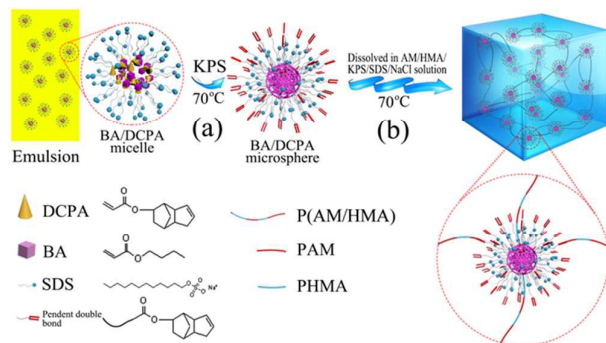 Emulsion
BA/DCPA
micelle
KPS
70°C
(a)
BA/DCPA
microsphere
Dissolved in AM/HMA/
KPS/SDS/NaCl solution
70°C
(b)
DCPA
O
O
BA
O
O
SDS
O
O S O⁻ Na⁺
O
Pendent double
bond
O
O
P(AM/HMA)
PAM
PHMA